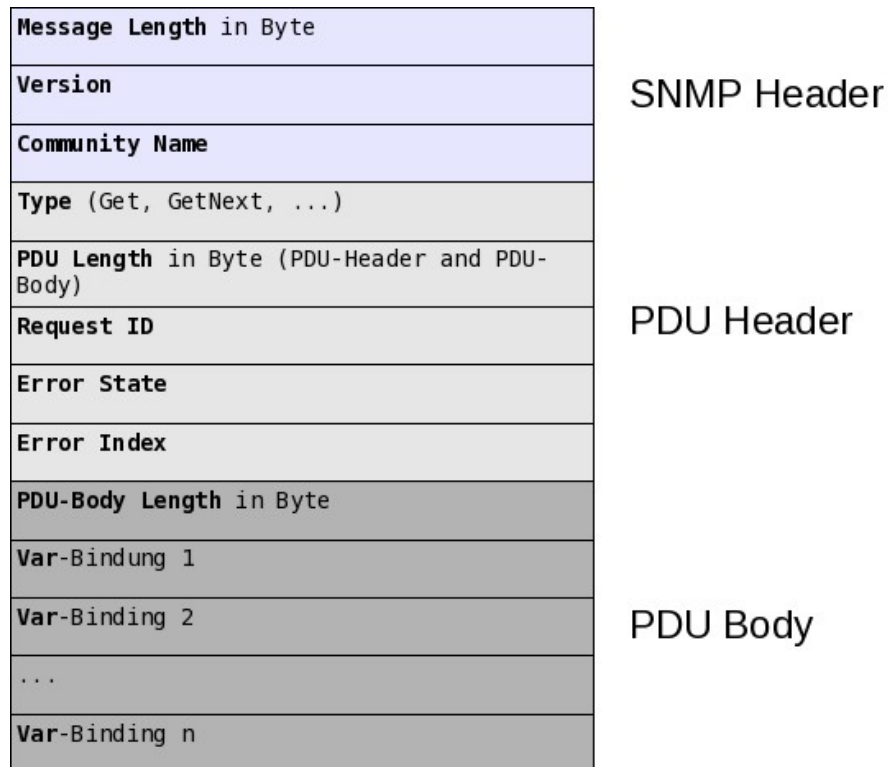 Message Length in Byte
Version
SNMP Header
Community Name
Type (Get, GetNext, ...)
PDU Length in Byte (PDU-Header and PDU-
Body)
Request ID
PDU Header
Error State
Error Index
PDU-Body Length in Byte
Var-Bindung 1
Var-Binding 2
PDU Body
...
Var-Binding n